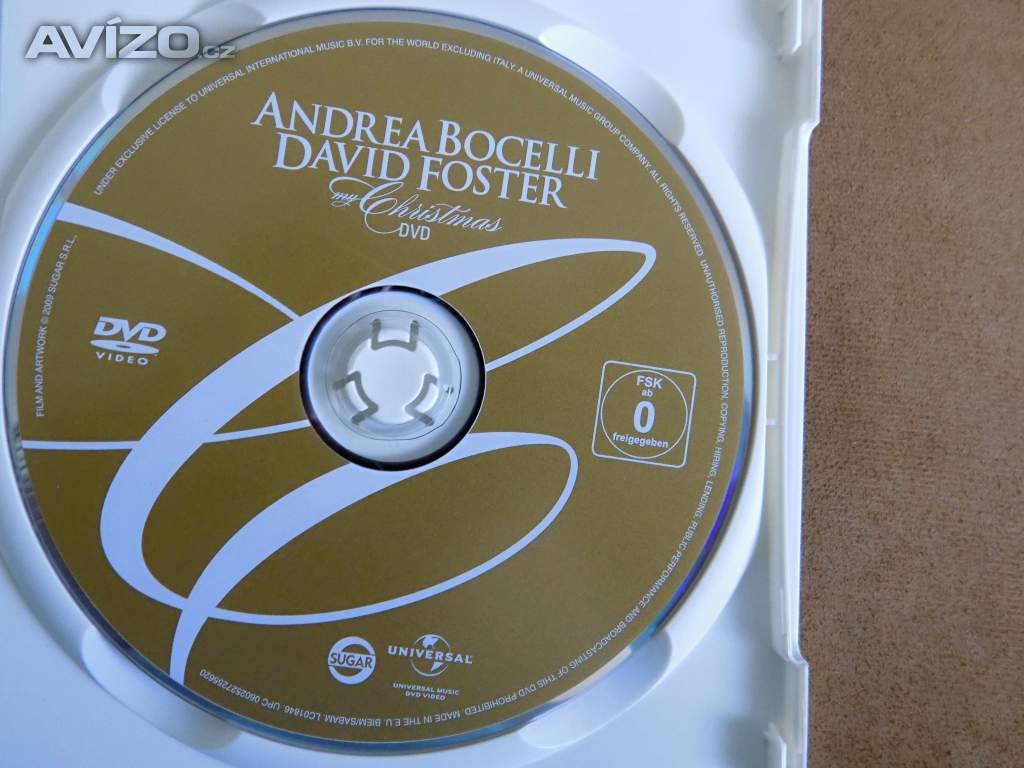 AVÍZO.cz
UNDER EXCLUSIVE LICENSE TO UNIVERSAL INTERNATIONAL MUSIC B.V. FOR THE WORLD EXCLUDING ITALY. A UNIVERSAL MUSIC GROUP COMPANY. ALL RIGHTS RESERVED. UNAUTHORISED REPRODUCTION, COPYING, HIRING, LENDING, PUBLIC PERFORMANCE AND BROADCASTING OF THIS DVD PROHIBITED. MADE IN THE E.U. BIEM/SABAM. LC01846. UPC 060252725620
ANDREA BOCELLI
DAVID FOSTER
my Christmas
DVD
FILM AND ARTWORK © 2009 SUGAR S.R.L.
DVD
VIDEO
FSK
ab
0
freigegeben
SUGAR
UNIVERSAL
UNIVERSAL MUSIC
DVD VIDEO